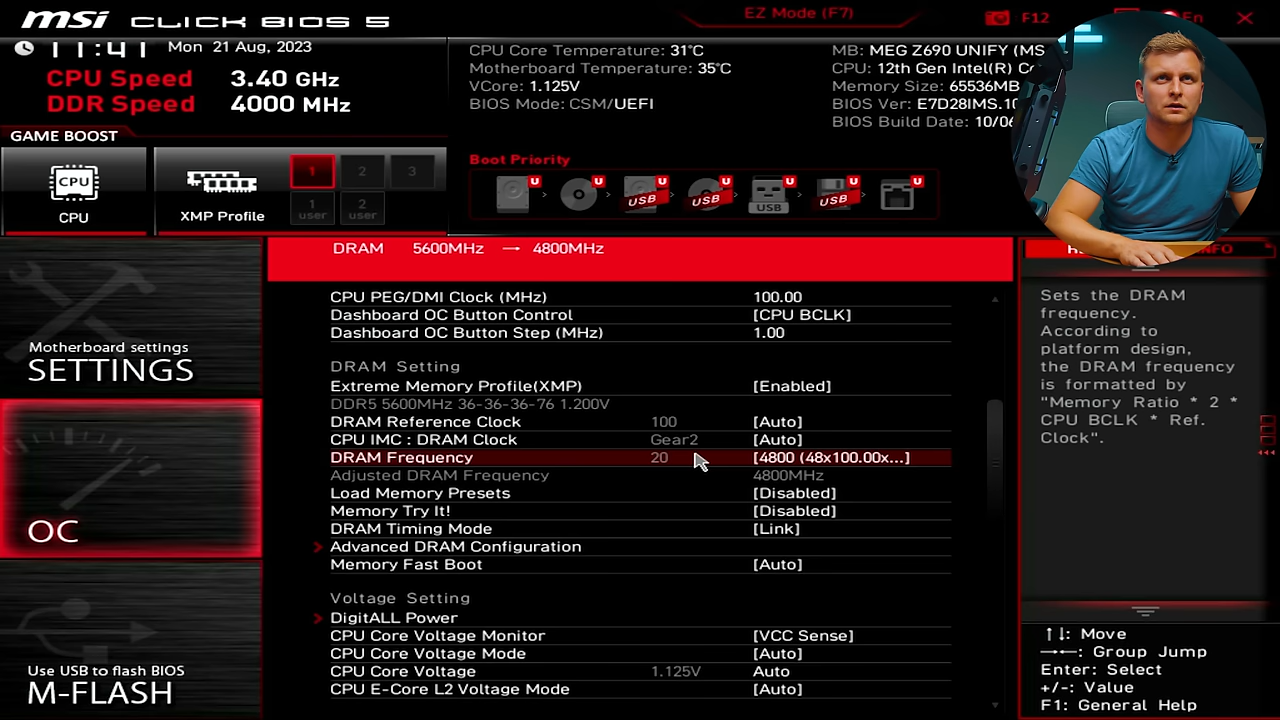 msi CLICK BIOS 5
EZ Mode (F7)
F12
En
11:41 Mon 21 Aug, 2023
CPU Speed 3.40 GHz
DDR Speed 4000 MHz
CPU Core Temperature: 31°C
Motherboard Temperature: 35°C
VCore: 1.125V
BIOS Mode: CSM/UEFI
MB: MEG Z690 UNIFY (MS
CPU: 12th Gen Intel(R) Co
Memory Size: 65536MB
BIOS Ver: E7D28IMS.10
BIOS Build Date: 10/06
GAME BOOST
CPU
CPU
XMP Profile
1 2 3
1 user
2 user
Boot Priority
U U U U U U U
USB USB USB USB
DRAM 5600MHz → 4800MHz
CPU PEG/DMI Clock (MHz) 100.00
Dashboard OC Button Control [CPU BCLK]
Dashboard OC Button Step (MHz) 1.00
DRAM Setting
Extreme Memory Profile(XMP) [Enabled]
DDR5 5600MHz 36-36-36-76 1.200V
DRAM Reference Clock 100 [Auto]
CPU IMC : DRAM Clock Gear2 [Auto]
DRAM Frequency 20 [4800 (48x100.00x...]
Adjusted DRAM Frequency 4800MHz
Load Memory Presets [Disabled]
Memory Try It! [Disabled]
DRAM Timing Mode [Link]
Advanced DRAM Configuration
Memory Fast Boot [Auto]
Voltage Setting
DigitALL Power
CPU Core Voltage Monitor [VCC Sense]
CPU Core Voltage Mode [Auto]
CPU Core Voltage 1.125V Auto
CPU E-Core L2 Voltage Mode [Auto]
Motherboard settings
SETTINGS
OC
Use USB to flash BIOS
M-FLASH
Sets the DRAM
frequency.
According to
platform design,
the DRAM frequency
is formatted by
"Memory Ratio * 2 *
CPU BCLK * Ref.
Clock".
↑↓: Move
→←: Group Jump
Enter: Select
+/-: Value
F1: General Help